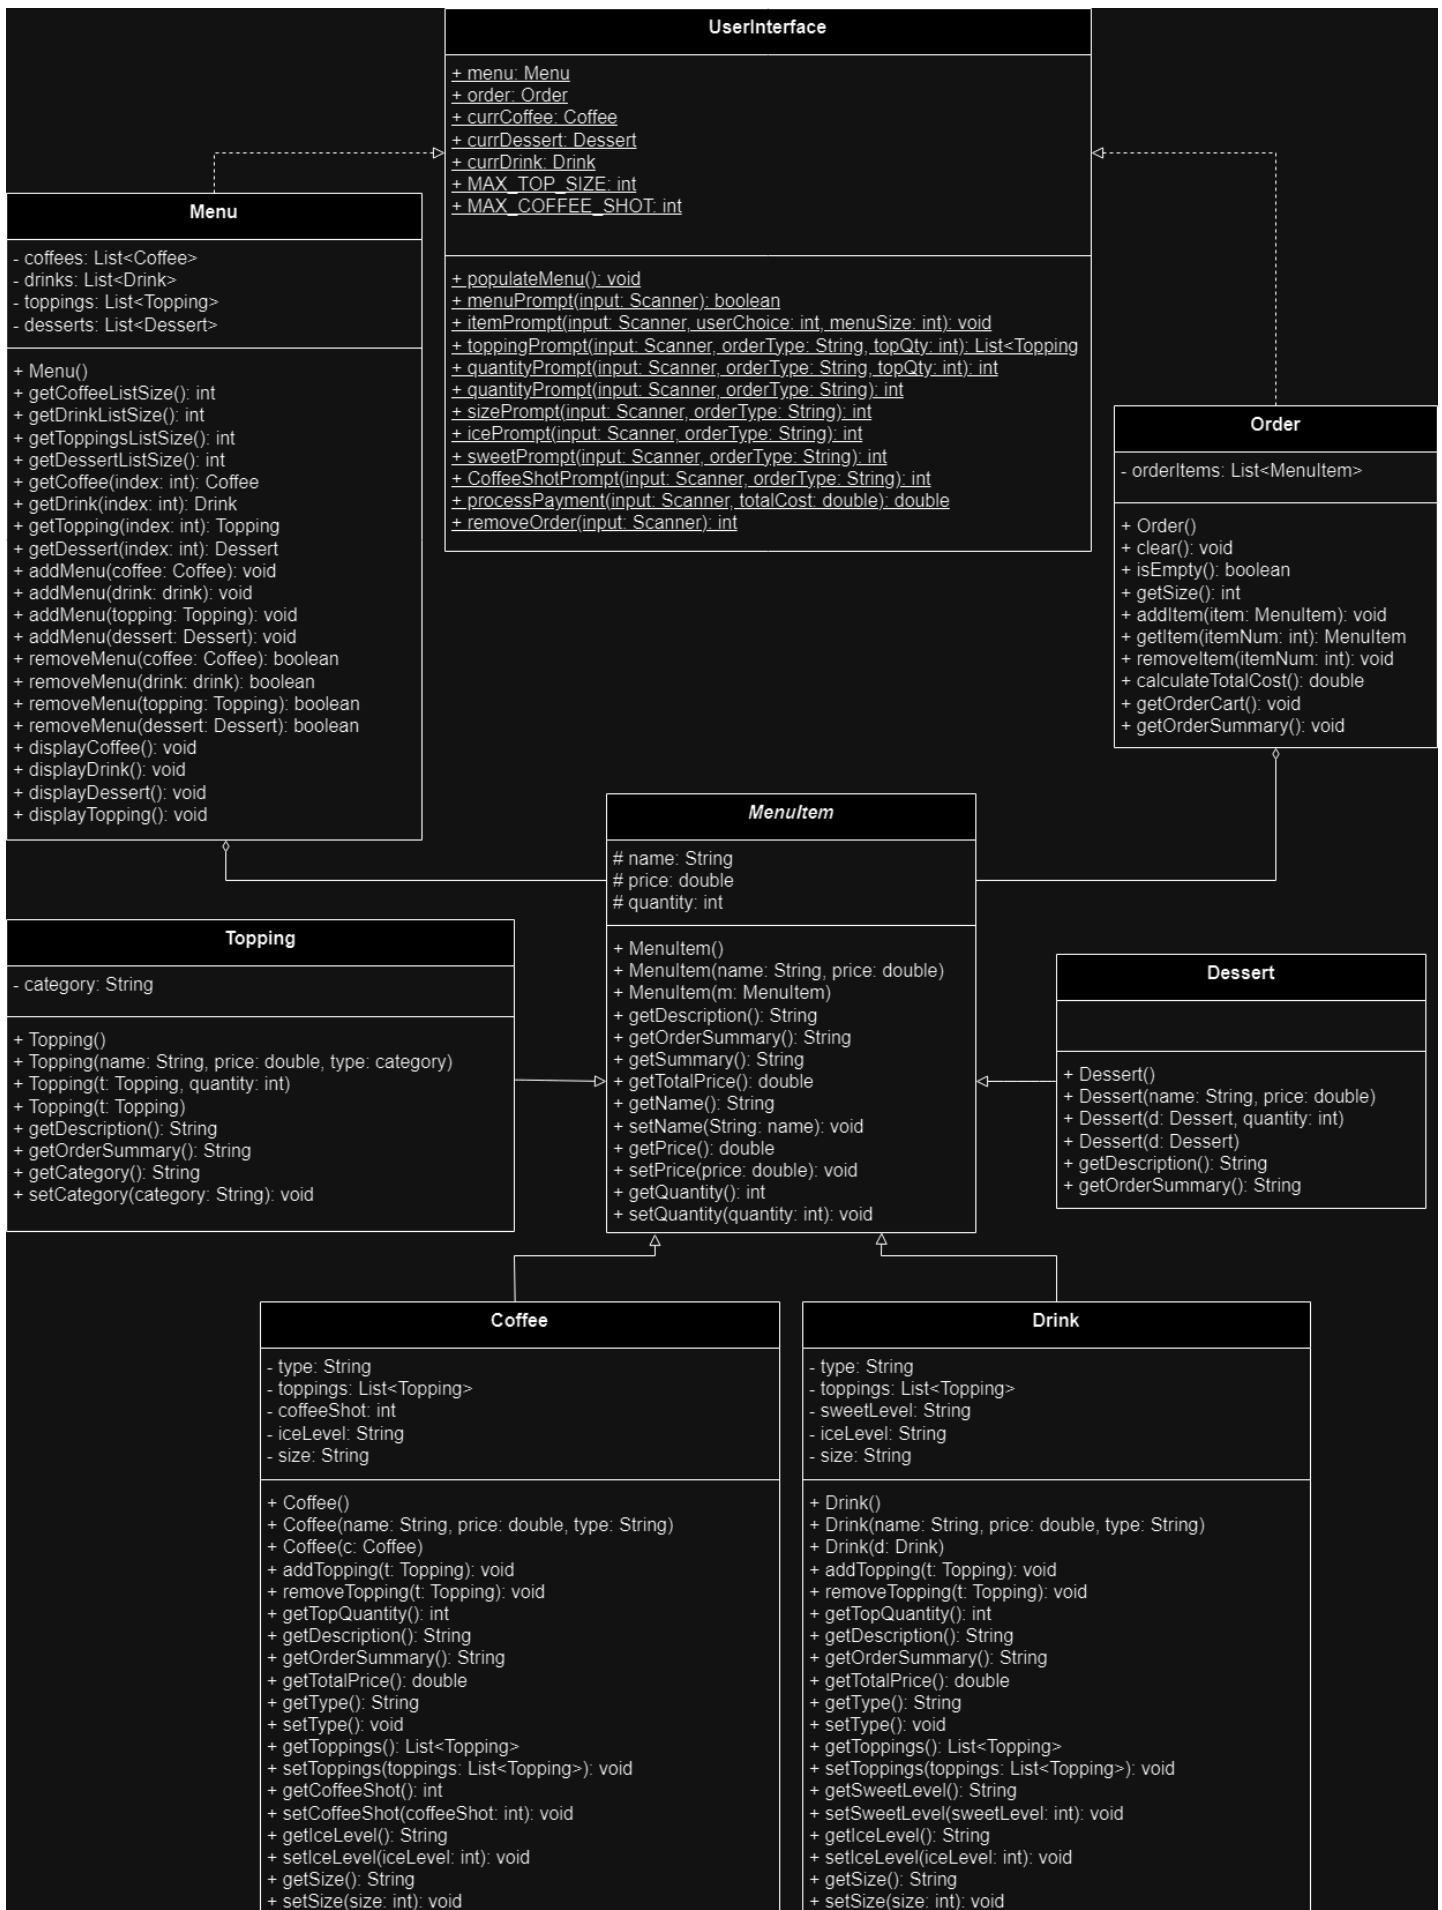 UserInterface
+ menu: Menu
+ order: Order
+ currCoffee: Coffee
+ currDessert: Dessert
+ currDrink: Drink
+ MAX_TOP_SIZE: int
+ MAX_COFFEE_SHOT: int
+ populateMenu(): void
+ menuPrompt(input: Scanner): boolean
+ itemPrompt(input: Scanner, userChoice: int, menuSize: int): void
+ toppingPrompt(input: Scanner, orderType: String, topQty: int): List<Topping
+ quantityPrompt(input: Scanner, orderType: String, topQty: int): int
+ quantityPrompt(input: Scanner, orderType: String): int
+ sizePrompt(input: Scanner, orderType: String): int
+ icePrompt(input: Scanner, orderType: String): int
+ sweetPrompt(input: Scanner, orderType: String): int
+ CoffeeShotPrompt(input: Scanner, orderType: String): int
+ processPayment(input: Scanner, totalCost: double): double
+ removeOrder(input: Scanner): int
Menu
- coffees: List<Coffee>
- drinks: List<Drink>
- toppings: List<Topping>
- desserts: List<Dessert>
+ Menu()
+ getCoffeeListSize(): int
+ getDrinkListSize(): int
+ getToppingsListSize(): int
+ getDessertListSize(): int
+ getCoffee(index: int): Coffee
+ getDrink(index: int): Drink
+ getTopping(index: int): Topping
+ getDessert(index: int): Dessert
+ addMenu(coffee: Coffee): void
+ addMenu(drink: drink): void
+ addMenu(topping: Topping): void
+ addMenu(dessert: Dessert): void
+ removeMenu(coffee: Coffee): boolean
+ removeMenu(drink: drink): boolean
+ removeMenu(topping: Topping): boolean
+ removeMenu(dessert: Dessert): boolean
+ displayCoffee(): void
+ displayDrink(): void
+ displayDessert(): void
+ displayTopping(): void
Order
- orderItems: List<MenuItem>
+ Order()
+ clear(): void
+ isEmpty(): boolean
+ getSize(): int
+ addItem(item: MenuItem): void
+ getItem(itemNum: int): MenuItem
+ removeItem(itemNum: int): void
+ calculateTotalCost(): double
+ getOrderCart(): void
+ getOrderSummary(): void
MenuItem
# name: String
# price: double
# quantity: int
+ MenuItem()
+ MenuItem(name: String, price: double)
+ MenuItem(m: MenuItem)
+ getDescription(): String
+ getOrderSummary(): String
+ getSummary(): String
+ getTotalPrice(): double
+ getName(): String
+ setName(String: name): void
+ getPrice(): double
+ setPrice(price: double): void
+ getQuantity(): int
+ setQuantity(quantity: int): void
Topping
- category: String
+ Topping()
+ Topping(name: String, price: double, type: category)
+ Topping(t: Topping, quantity: int)
+ Topping(t: Topping)
+ getDescription(): String
+ getOrderSummary(): String
+ getCategory(): String
+ setCategory(category: String): void
Dessert
+ Dessert()
+ Dessert(name: String, price: double)
+ Dessert(d: Dessert, quantity: int)
+ Dessert(d: Dessert)
+ getDescription(): String
+ getOrderSummary(): String
Coffee
- type: String
- toppings: List<Topping>
- coffeeShot: int
- iceLevel: String
- size: String
+ Coffee()
+ Coffee(name: String, price: double, type: String)
+ Coffee(c: Coffee)
+ addTopping(t: Topping): void
+ removeTopping(t: Topping): void
+ getTopQuantity(): int
+ getDescription(): String
+ getOrderSummary(): String
+ getTotalPrice(): double
+ getType(): String
+ setType(): void
+ getToppings(): List<Topping>
+ setToppings(toppings: List<Topping>): void
+ getCoffeeShot(): int
+ setCoffeeShot(coffeeShot: int): void
+ getIceLevel(): String
+ setIceLevel(iceLevel: int): void
+ getSize(): String
+ setSize(size: int): void
Drink
- type: String
- toppings: List<Topping>
- sweetLevel: String
- iceLevel: String
- size: String
+ Drink()
+ Drink(name: String, price: double, type: String)
+ Drink(d: Drink)
+ addTopping(t: Topping): void
+ removeTopping(t: Topping): void
+ getTopQuantity(): int
+ getDescription(): String
+ getOrderSummary(): String
+ getTotalPrice(): double
+ getType(): String
+ setType(): void
+ getToppings(): List<Topping>
+ setToppings(toppings: List<Topping>): void
+ getSweetLevel(): String
+ setSweetLevel(sweetLevel: int): void
+ getIceLevel(): String
+ setIceLevel(iceLevel: int): void
+ getSize(): String
+ setSize(size: int): void